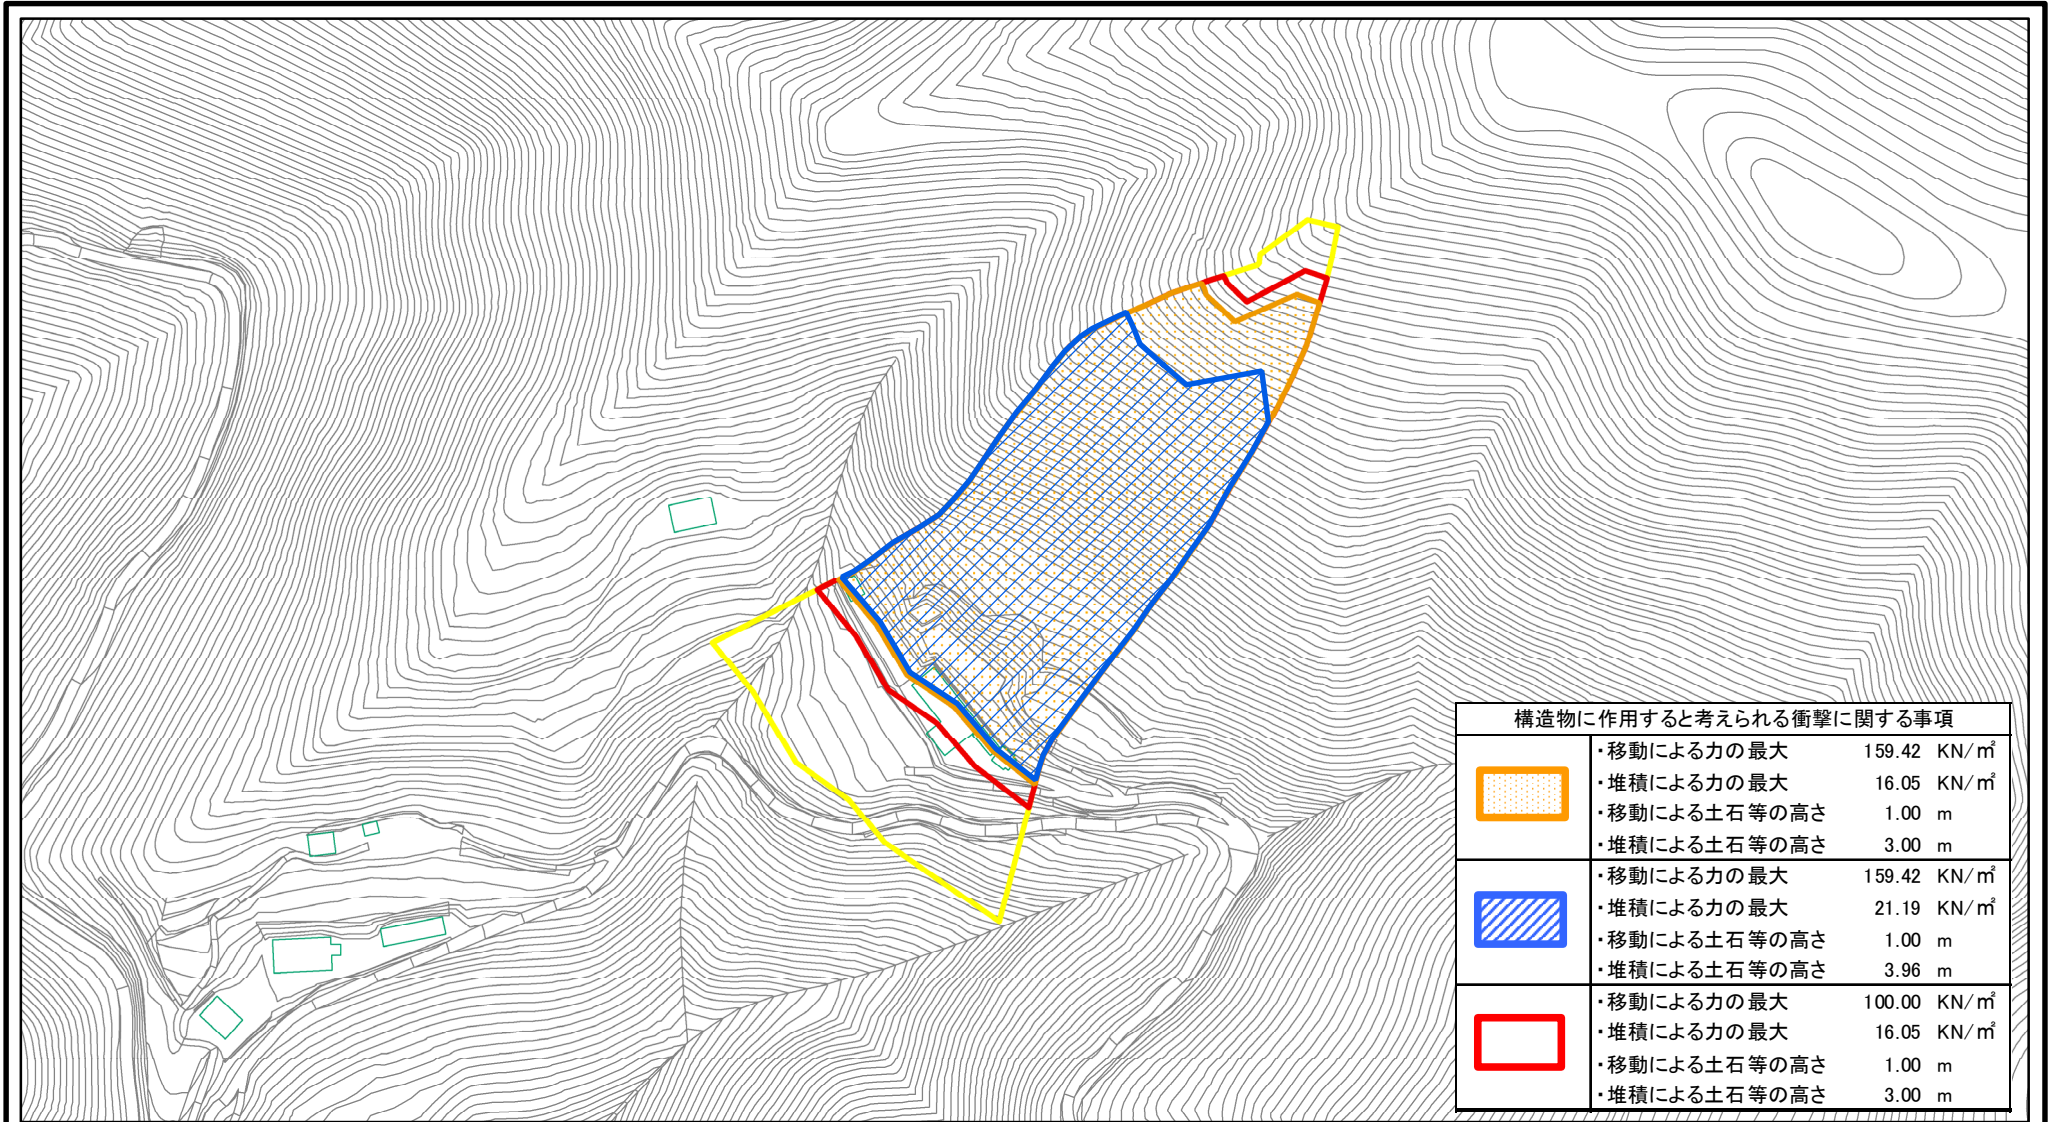 構造物に作用すると考えられる衝撃に関する事項
・移動による力の最大 159.42 KN/㎡
・堆積による力の最大 16.05 KN/㎡
・移動による土石等の高さ 1.00 m
・堆積による土石等の高さ 3.00 m
・移動による力の最大 159.42 KN/㎡
・堆積による力の最大 21.19 KN/㎡
・移動による土石等の高さ 1.00 m
・堆積による土石等の高さ 3.96 m
・移動による力の最大 100.00 KN/㎡
・堆積による力の最大 16.05 KN/㎡
・移動による土石等の高さ 1.00 m
・堆積による土石等の高さ 3.00 m